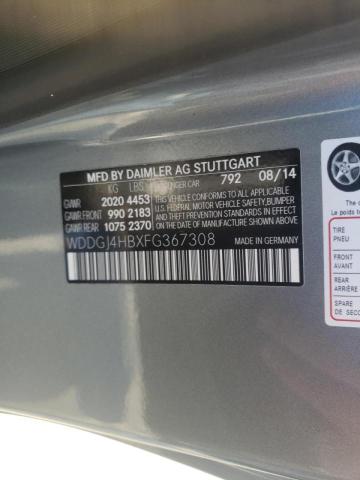 MFD BY DAIMLER AG STUTTGART
KG LBS PASSENGER CAR 792 08/14
GVWR 2020 4453
GAWR FRONT 990 2183
GAWR REAR 1075 2370
THIS VEHICLE CONFORMS TO ALL APPLICABLE
U.S. FEDERAL MOTOR VEHICLE SAFETY,BUMPER
AND THEFT PREVENTION STANDARDS IN EFFECT
ON THE DATE OF MANUFACTURE SHOWN ABOVE.
WDDGJ4HBXFG367308
MADE IN GERMANY
TIRE
PNEU
FRONT
AVANT
REAR
ARRIÈRE
SPARE
DE SECO